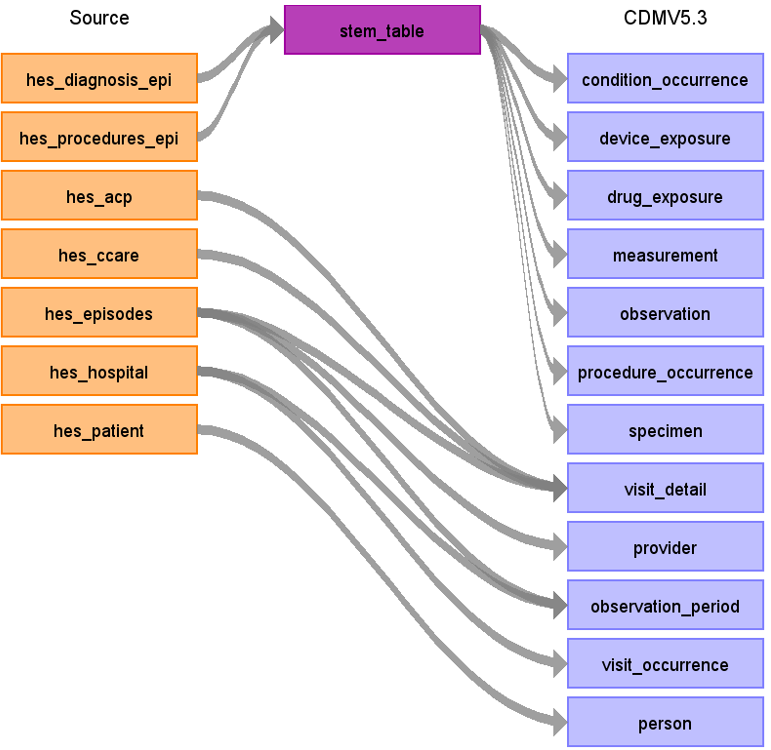 Source
stem_table
CDMV5.3
hes_diagnosis_epi
condition_occurrence
hes_procedures_epi
device_exposure
hes_acp
drug_exposure
hes_ccare
measurement
hes_episodes
observation
hes_hospital
procedure_occurrence
hes_patient
specimen
visit_detail
provider
observation_period
visit_occurrence
person